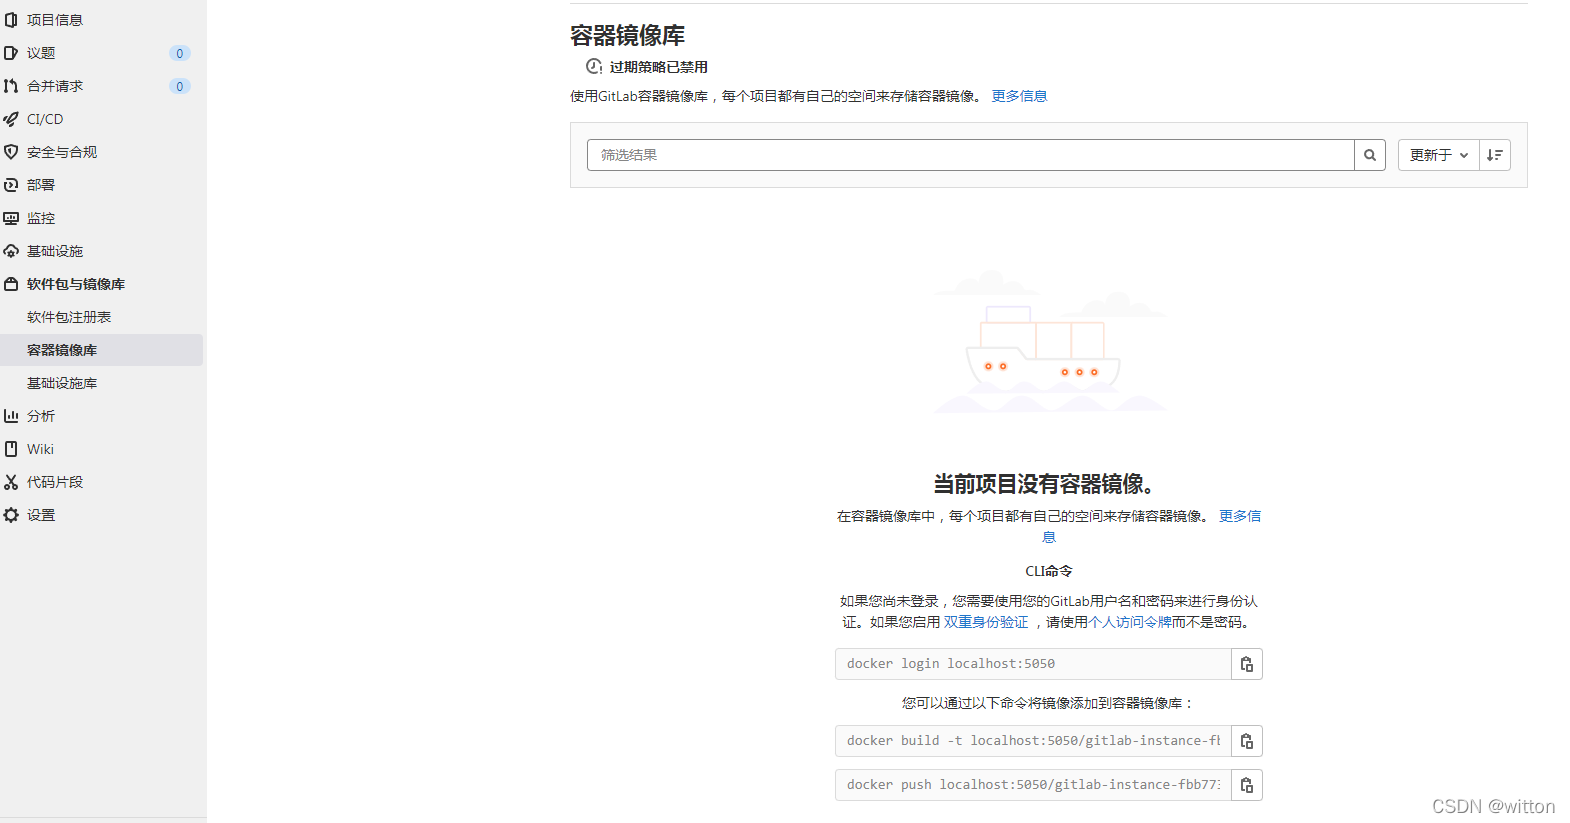 项目信息
议题 0
合并请求 0
CI/CD
安全与合规
部署
监控
基础设施
软件包与镜像库
软件包注册表
容器镜像库
基础设施库
分析
Wiki
代码片段
设置
容器镜像库
过期策略已禁用
使用GitLab容器镜像库，每个项目都有自己的空间来存储容器镜像。 更多信息
筛选结果
更新于
当前项目没有容器镜像。
在容器镜像库中，每个项目都有自己的空间来存储容器镜像。 更多信
息
CLI命令
如果您尚未登录，您需要使用您的GitLab用户名和密码来进行身份认
证。如果您启用 双重身份验证 ，请使用个人访问令牌而不是密码。
docker login localhost:5050
您可以通过以下命令将镜像添加到容器镜像库：
docker build -t localhost:5050/gitlab-instance-fb
docker push localhost:5050/gitlab-instance-fbb773
CSDN @witton